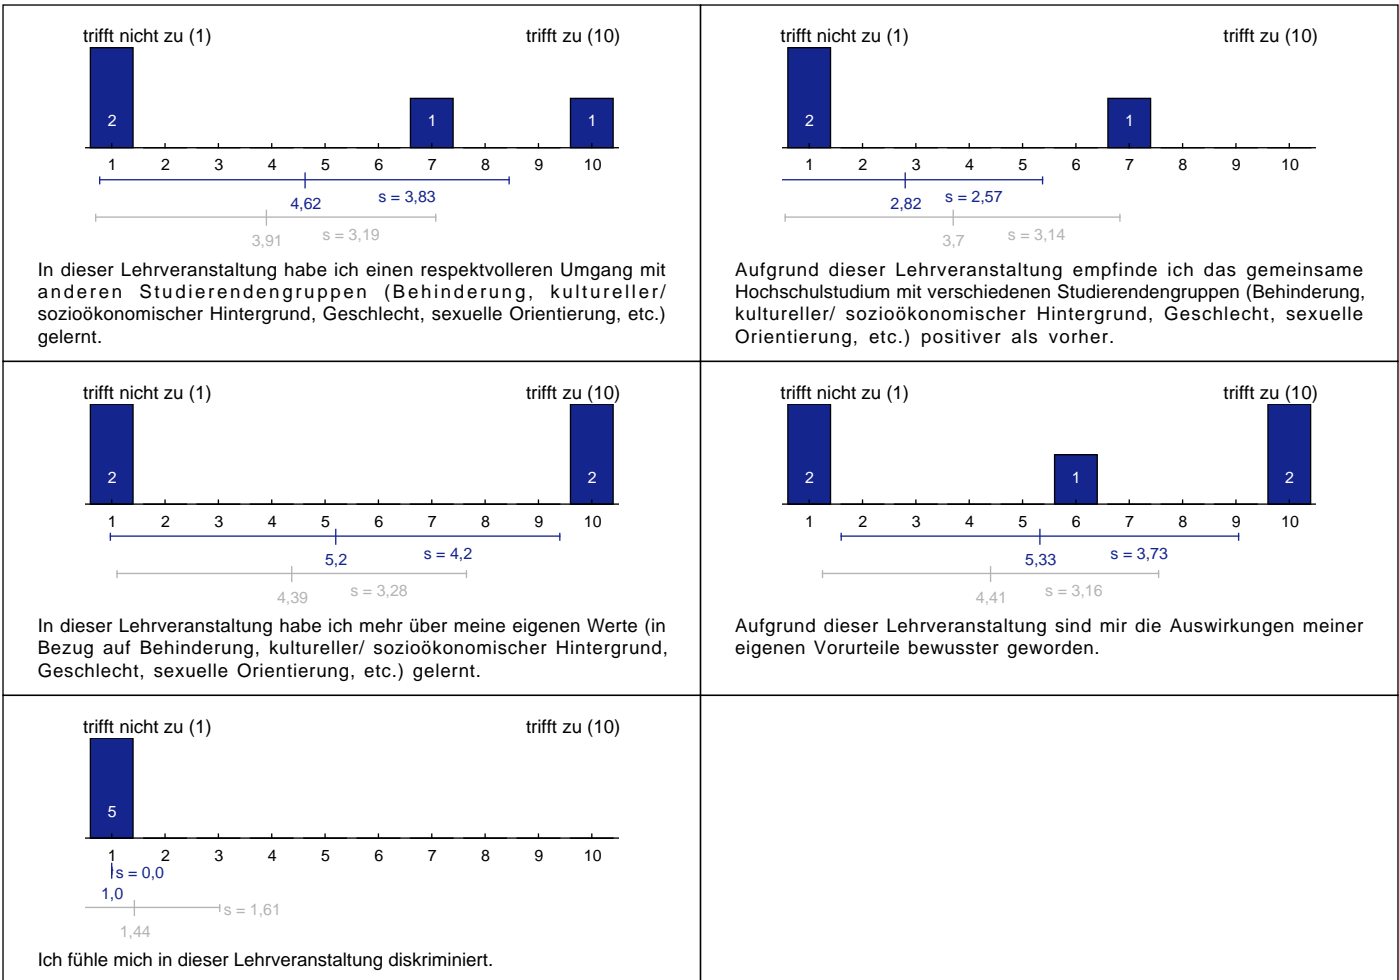 trifft nicht zu (1) trifft zu (10)
2 1 1
1 2 3 4 5 6 7 8 9 10
s = 3,83
4,62
s = 3,19
3,91
In dieser Lehrveranstaltung habe ich einen respektvolleren Umgang mit
anderen Studierendengruppen (Behinderung, kultureller/
sozioökonomischer Hintergrund, Geschlecht, sexuelle Orientierung, etc.)
gelernt.
trifft nicht zu (1) trifft zu (10)
2 1
1 2 3 4 5 6 7 8 9 10
2,82 s = 2,57
3,7 s = 3,14
Aufgrund dieser Lehrveranstaltung empfinde ich das gemeinsame
Hochschulstudium mit verschiedenen Studierendengruppen (Behinderung,
kultureller/ sozioökonomischer Hintergrund, Geschlecht, sexuelle
Orientierung, etc.) positiver als vorher.
trifft nicht zu (1) trifft zu (10)
2 2
1 2 3 4 5 6 7 8 9 10
s = 4,2
5,2
s = 3,28
4,39
In dieser Lehrveranstaltung habe ich mehr über meine eigenen Werte (in
Bezug auf Behinderung, kultureller/ sozioökonomischer Hintergrund,
Geschlecht, sexuelle Orientierung, etc.) gelernt.
trifft nicht zu (1) trifft zu (10)
2 1 2
1 2 3 4 5 6 7 8 9 10
s = 3,73
5,33
s = 3,16
4,41
Aufgrund dieser Lehrveranstaltung sind mir die Auswirkungen meiner
eigenen Vorurteile bewusster geworden.
trifft nicht zu (1) trifft zu (10)
5
1 2 3 4 5 6 7 8 9 10
s = 0,0
1,0
s = 1,61
1,44
Ich fühle mich in dieser Lehrveranstaltung diskriminiert.